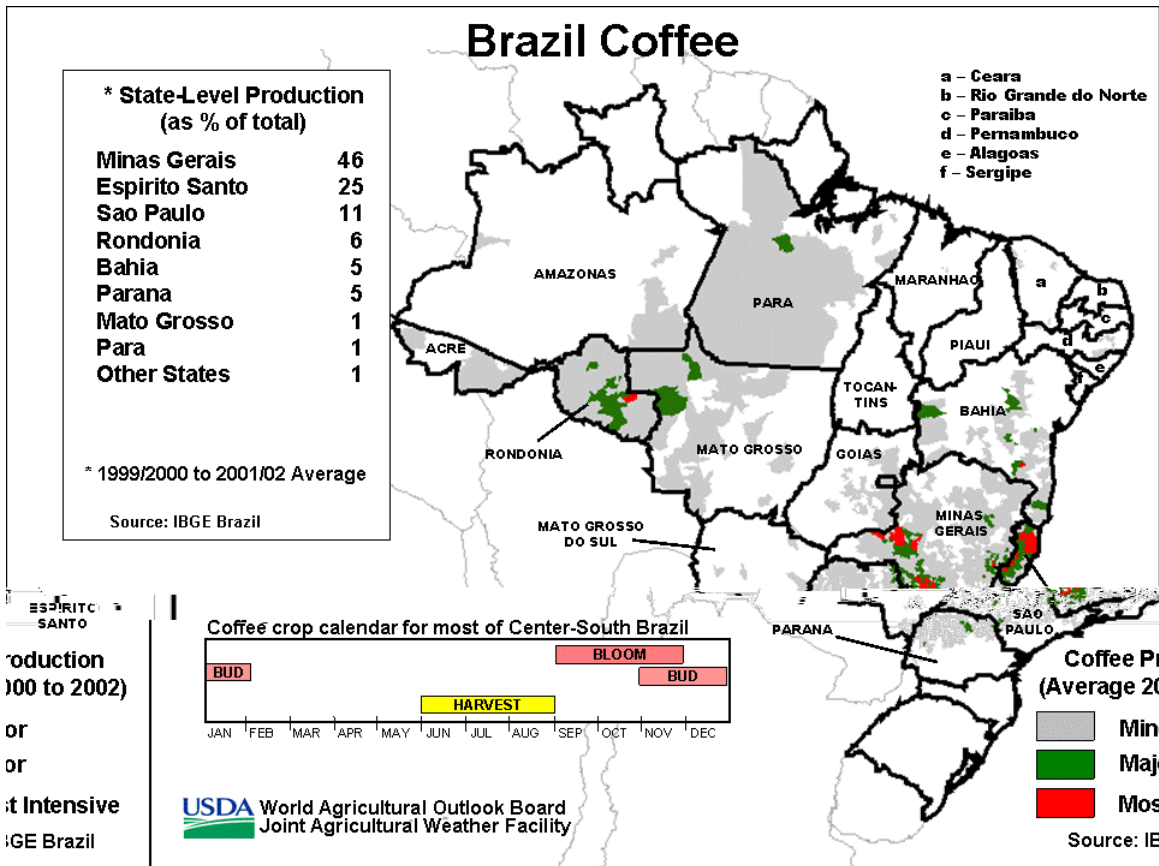 Brazil Coffee
* State-Level Production
(as % of total)
Minas Gerais 46
Espirito Santo 25
Sao Paulo 11
Rondonia 6
Bahia 5
Parana 5
Mato Grosso 1
Para 1
Other States 1
* 1999/2000 to 2001/02 Average
Source: IBGE Brazil
a – Ceara
b – Rio Grande do Norte
c – Paraiba
d – Pernambuco
e – Alagoas
f – Sergipe
AMAZONAS
PARA
MARANHAO
a
b
c
d
e
f
ACRE
PIAUI
TOCAN-
TINS
BAHIA
RONDONIA
MATO GROSSO
GOIAS
MATO GROSSO
DO SUL
MINAS
GERAIS
ESPIRITO
SANTO
SAO
PAULO
PARANA
roduction
000 to 2002)
or
or
st Intensive
BGE Brazil
Coffee crop calendar for most of Center-South Brazil
BLOOM
BUD
BUD
HARVEST
JAN FEB MAR APR MAY JUN JUL AUG SEP OCT NOV DEC
USDA World Agricultural Outlook Board
Joint Agricultural Weather Facility
Coffee Pr
(Average 20
Min
Maj
Mos
Source: IB